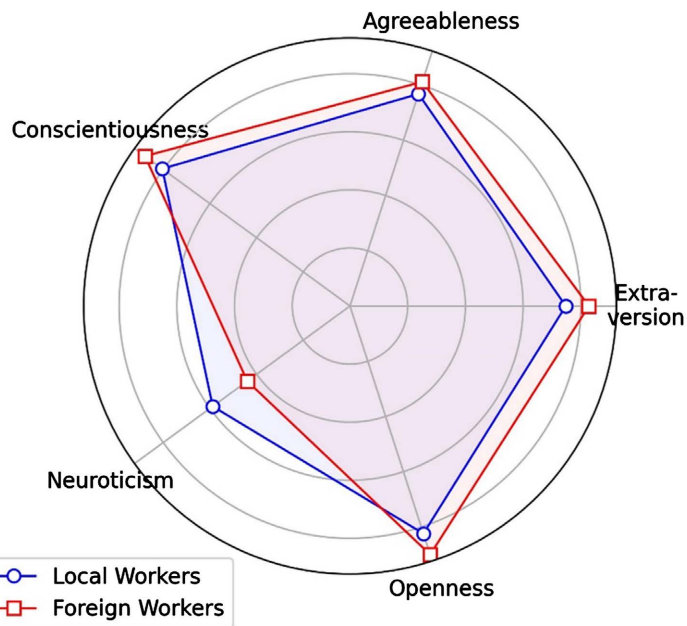 Agreeableness
Conscientiousness
Extra-
version
Neuroticism
Openness
Local Workers
Foreign Workers